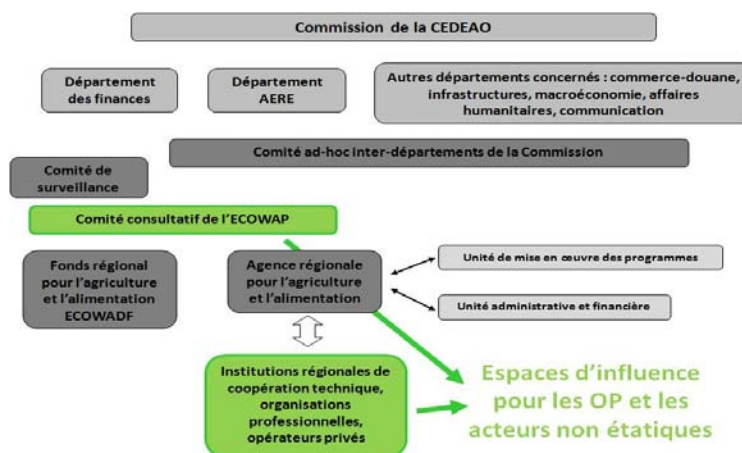 Commission de la CEDEAO
Département
des finances
Département
AERE
Autres départements concernés : commerce-douane,
infrastructures, macroéconomie, affaires
humanitaires, communication
Comité ad-hoc inter-départements de la Commission
Comité de
surveillance
Comité consultatif de l'ECOWAP
Fonds régional
pour l'agriculture
et l'alimentation
ECOWADF
Agence régionale
pour l'agriculture
et l'alimentation
Unité de mise en œuvre des programmes
Unité administrative et financière
Institutions régionales de
coopération technique,
organisations
professionnelles,
opérateurs privés
Espaces d'influence
pour les OP et les
acteurs non étatiques